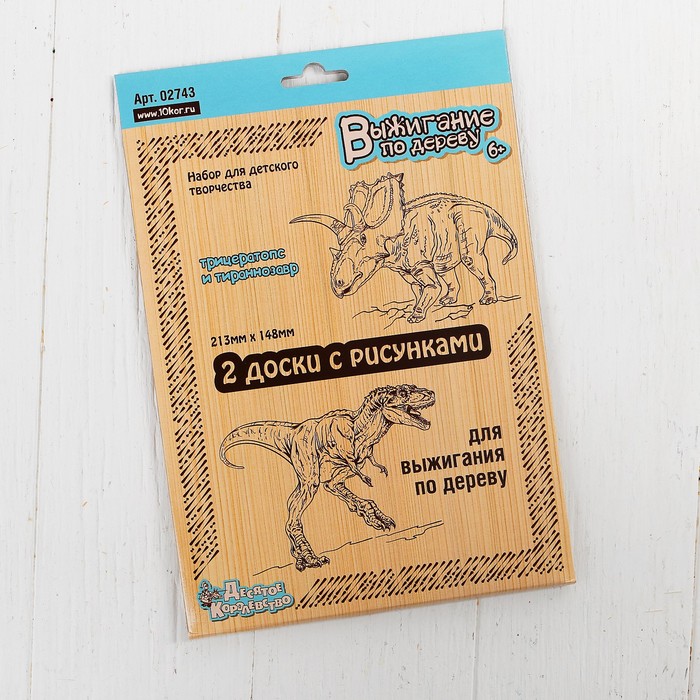 Арт. 02743
www.10kor.ru
Выжигание
по дереву
6+
Набор для детского
творчества
трицератопс
и тираннозавр
213мм x 148мм
2 доски с рисунками
для
выжигания
по дереву
Десятое
Королевство